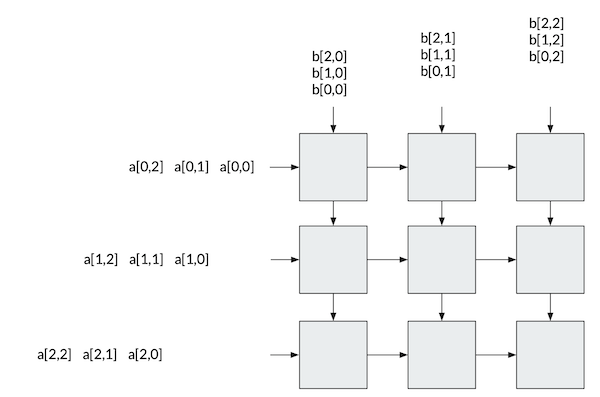 b[2,0]
b[1,0]
b[0,0]
b[2,1]
b[1,1]
b[0,1]
b[2,2]
b[1,2]
b[0,2]
a[0,2] a[0,1] a[0,0]
a[1,2] a[1,1] a[1,0]
a[2,2] a[2,1] a[2,0]